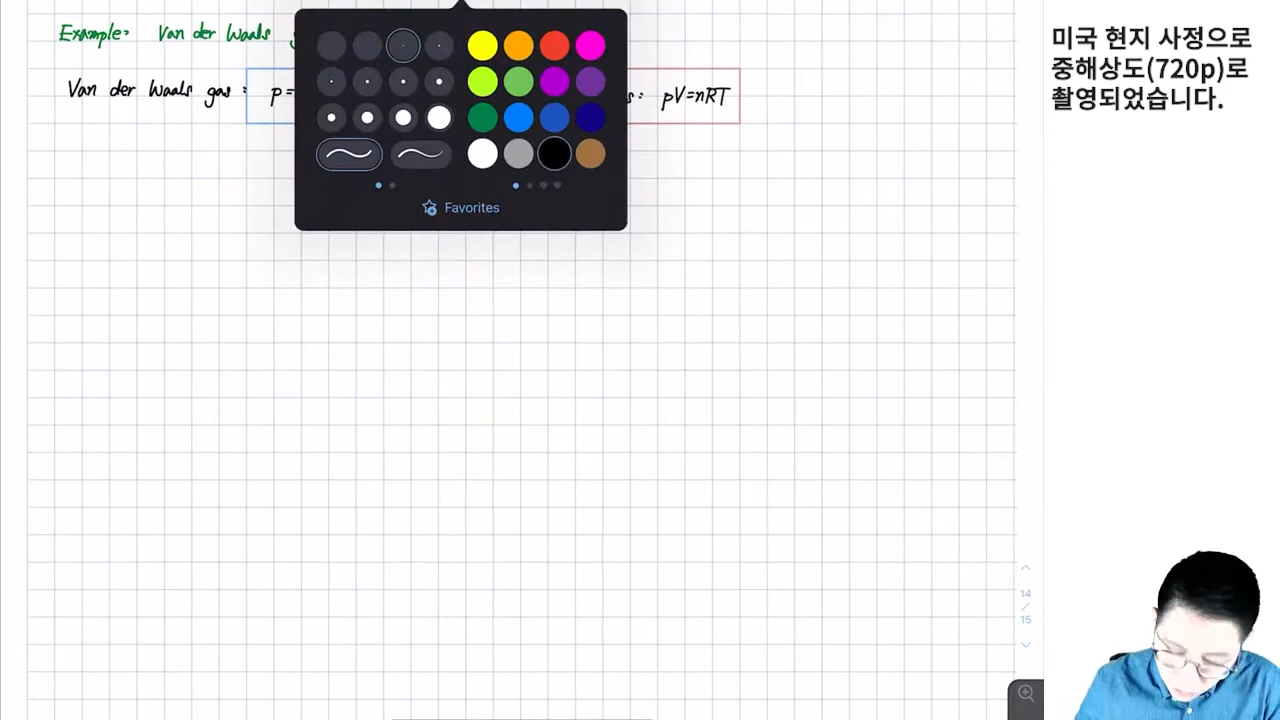 Example: Van der Waals
Van der Waals gas : p =
s: pV=nRT
Favorites
미국 현지 사정으로
중해상도(720p)로
촬영되었습니다.
14
/
15